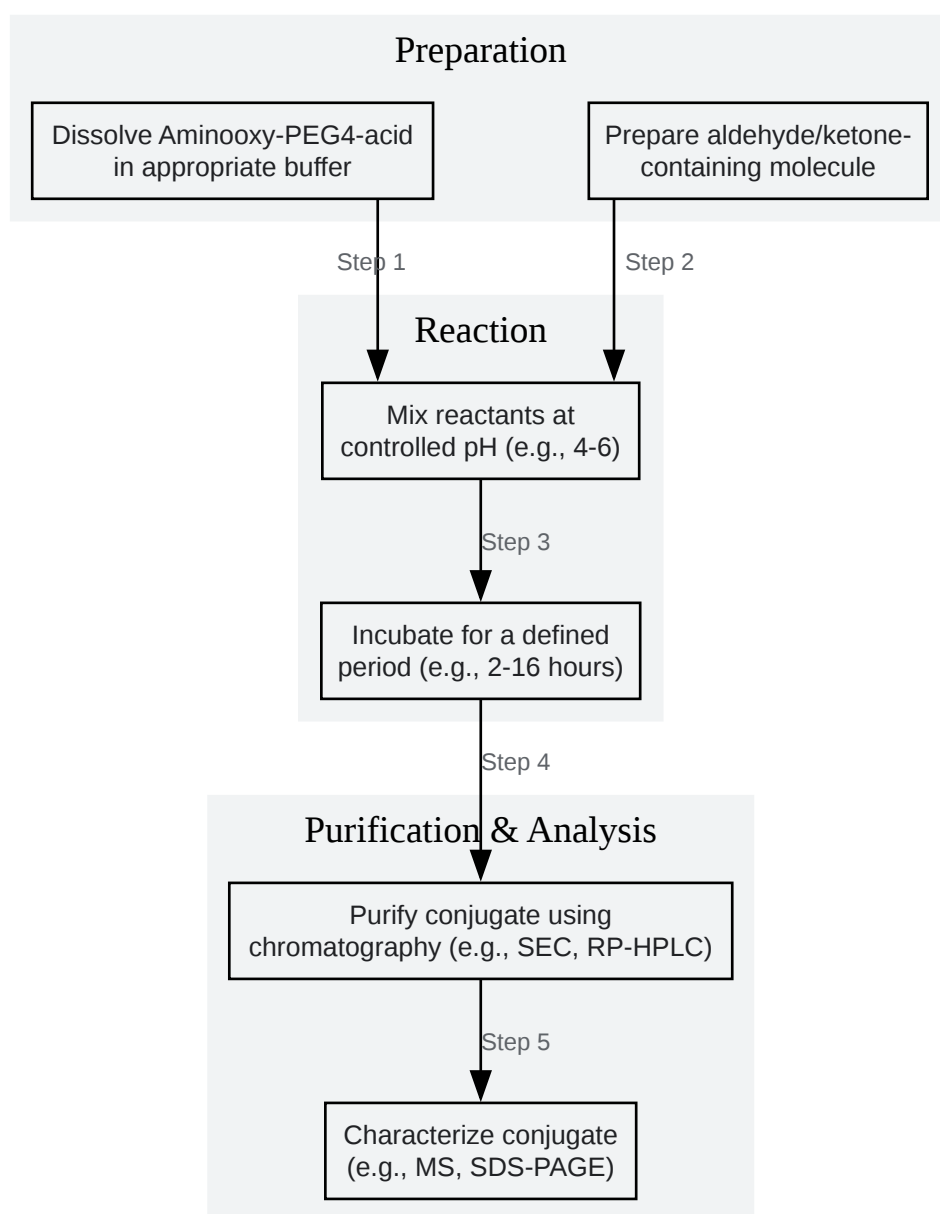 Preparation
Dissolve Aminooxy-PEG4-acid
in appropriate buffer
Prepare aldehyde/ketone-
containing molecule
Step 1
Step 2
Reaction
Mix reactants at
controlled pH (e.g., 4-6)
Step 3
Incubate for a defined
period (e.g., 2-16 hours)
Step 4
Purification & Analysis
Purify conjugate using
chromatography (e.g., SEC, RP-HPLC)
Step 5
Characterize conjugate
(e.g., MS, SDS-PAGE)